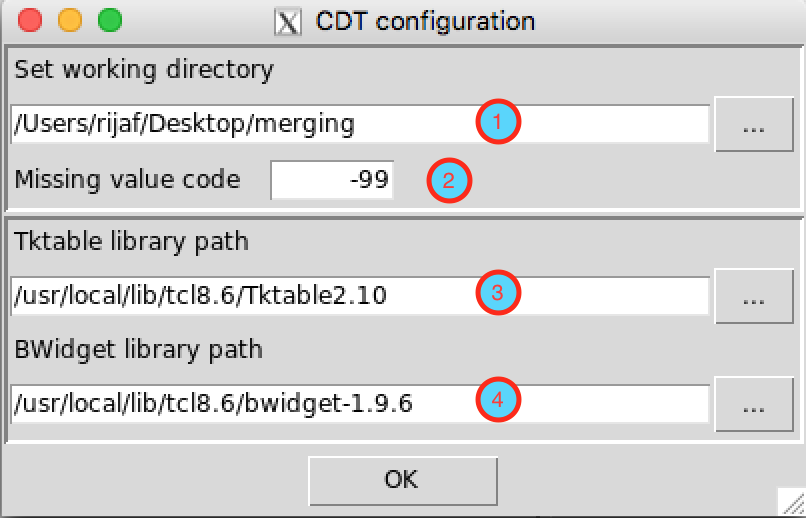 CDT configuration
Set working directory
/Users/rijaf/Desktop/merging 1 ...
Missing value code -99 2
Tktable library path
/usr/local/lib/tcl8.6/Tktable2.10 3 ...
BWidget library path
/usr/local/lib/tcl8.6/bwidget-1.9.6 4 ...
OK